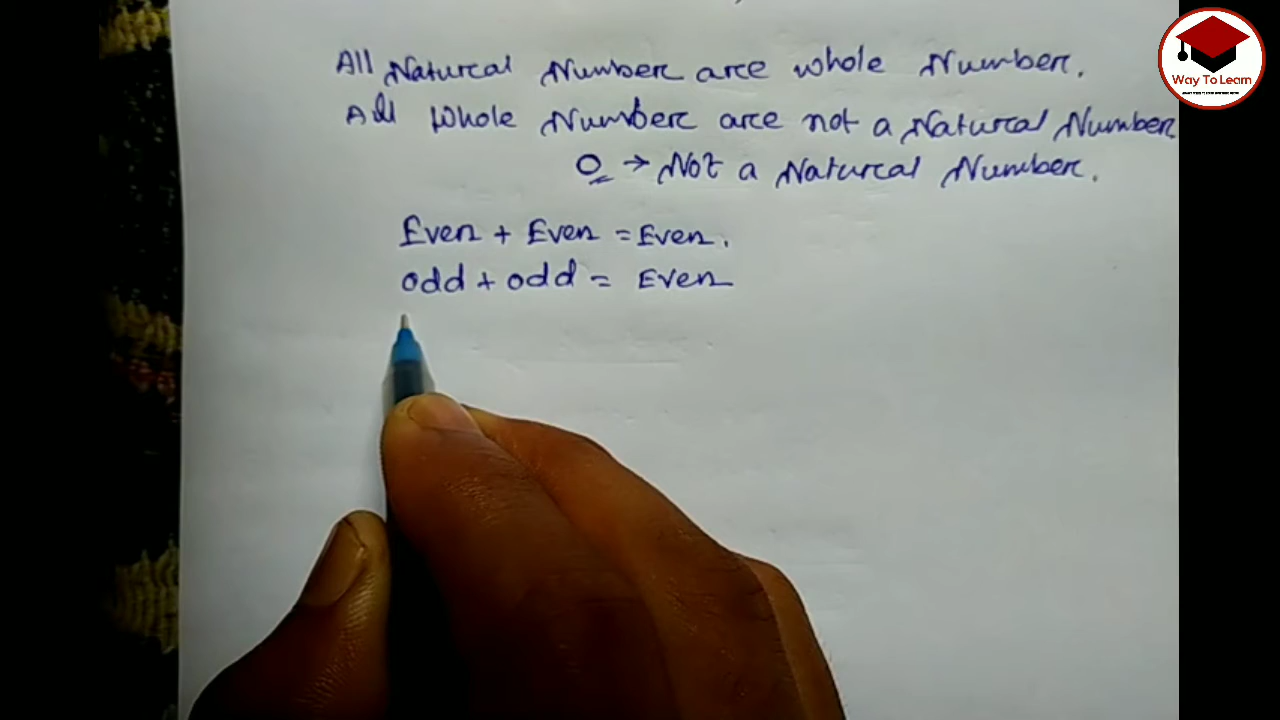 All Natural Number are whole Number.
All Whole Number are not a Natural Number
0 → Not a Natural Number.
Even + Even = Even.
odd + odd = Even
Way To Learn